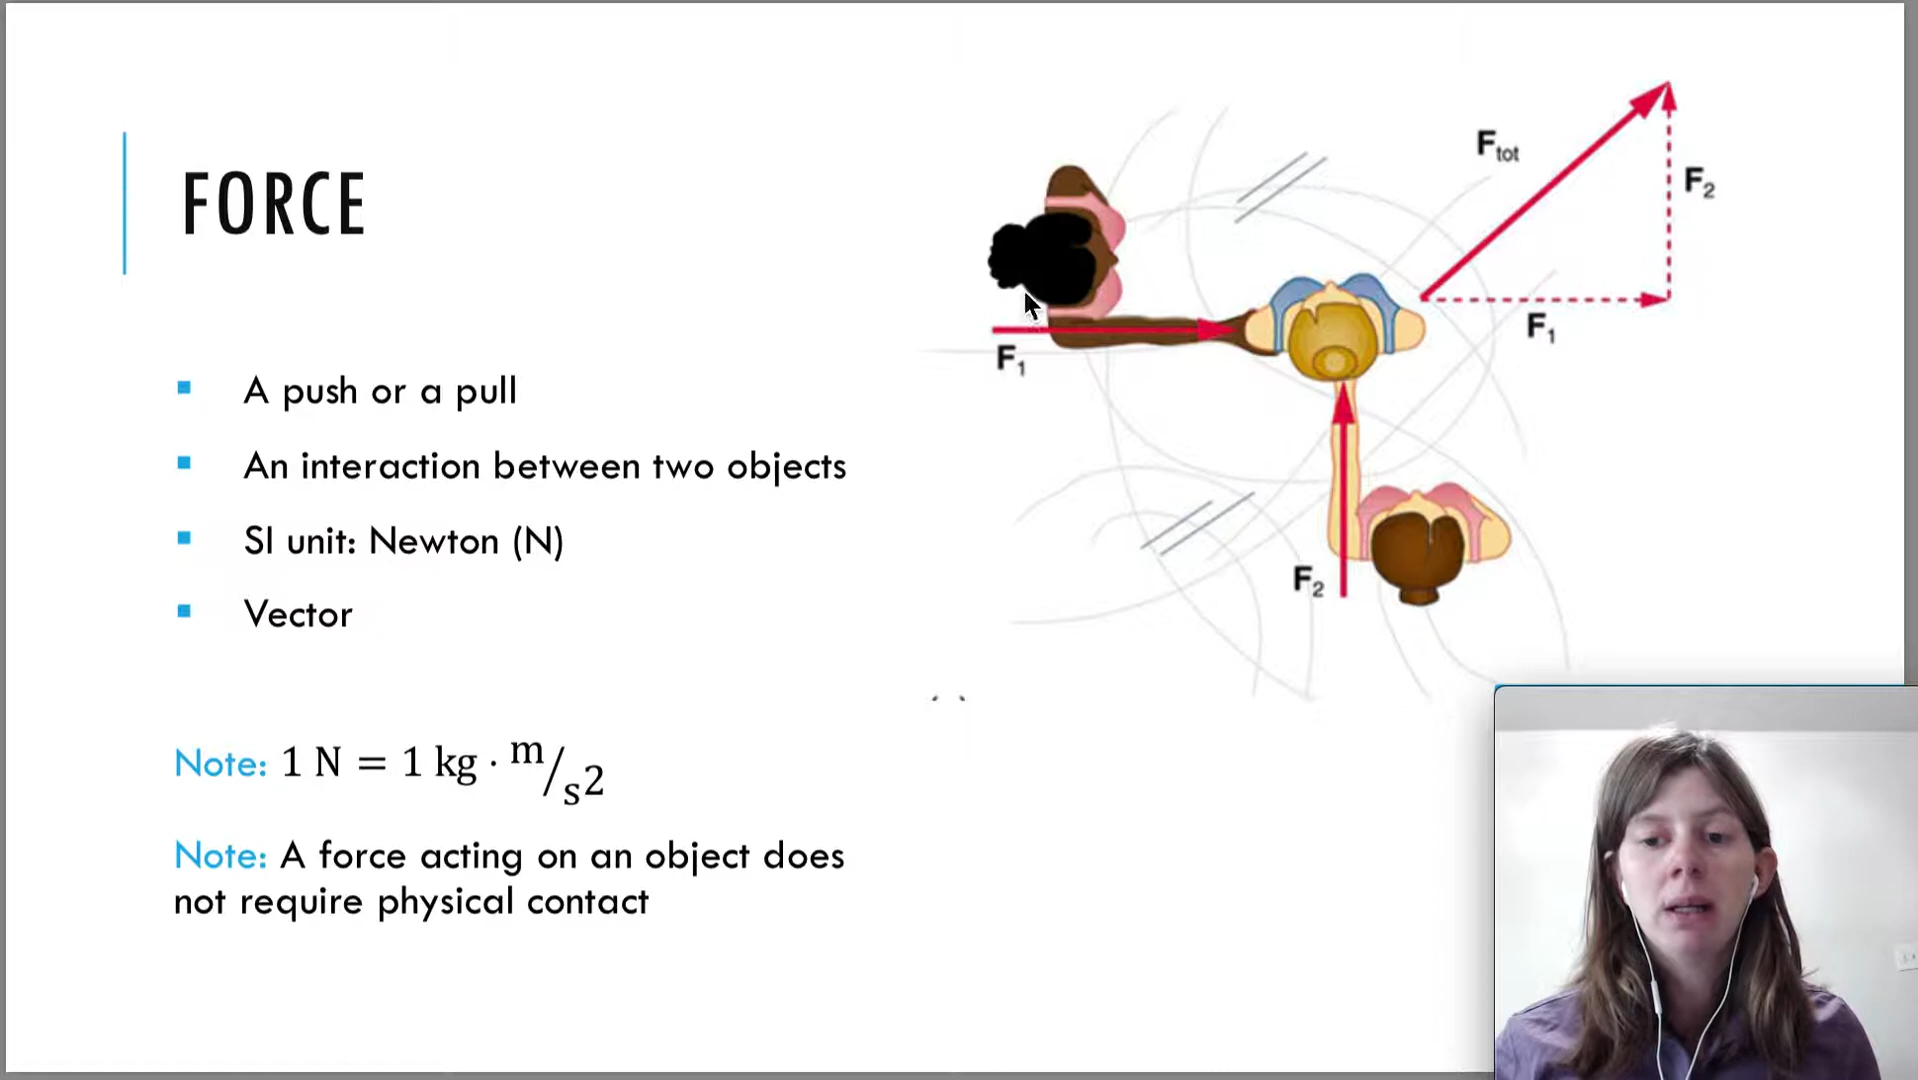 FORCE
A push or a pull
An interaction between two objects
SI unit: Newton (N)
Vector
Note: 1 N = 1 kg · m/s2
Note: A force acting on an object does
not require physical contact
Ftot
F2
F1
F1
F2